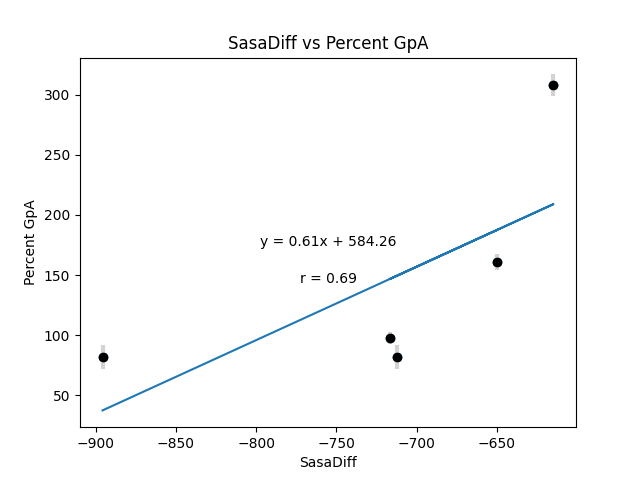 SasaDiff vs Percent GpA
Percent GpA
300
250
200
150
100
50
y = 0.61x + 584.26
r = 0.69
−900
−850
−800
−750
−700
−650
SasaDiff